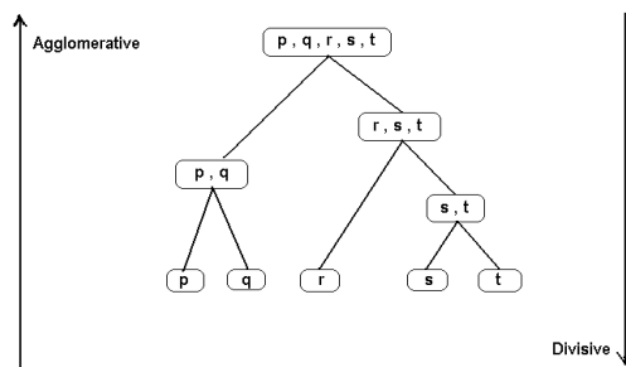 Agglomerative
p , q , r , s , t
r , s , t
p , q
s , t
p
q
r
s
t
Divisive